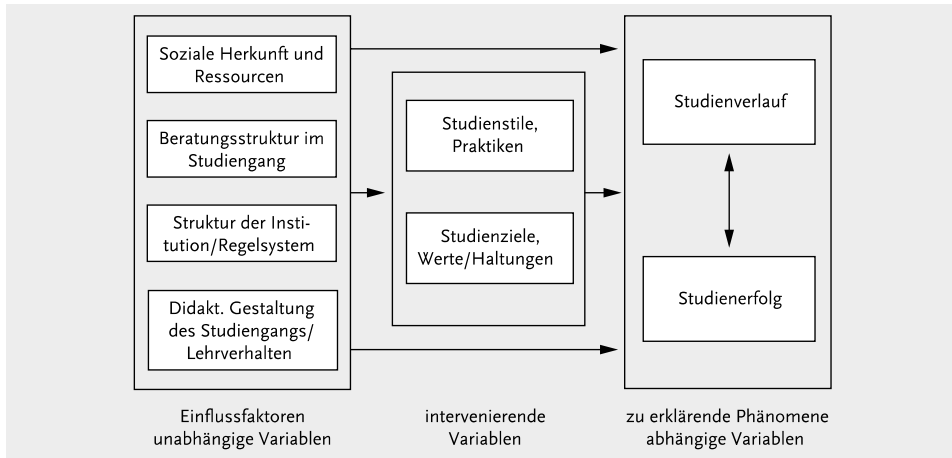 Soziale Herkunft und
Ressourcen
Beratungsstruktur im
Studiengang
Struktur der Insti-
tution/Regelsystem
Didakt. Gestaltung
des Studiengangs/
Lehrverhalten
Einflussfaktoren
unabhängige Variablen
Studienstile,
Praktiken
Studienziele,
Werte/Haltungen
intervenierende
Variablen
Studienverlauf
Studienerfolg
zu erklärende Phänomene
abhängige Variablen